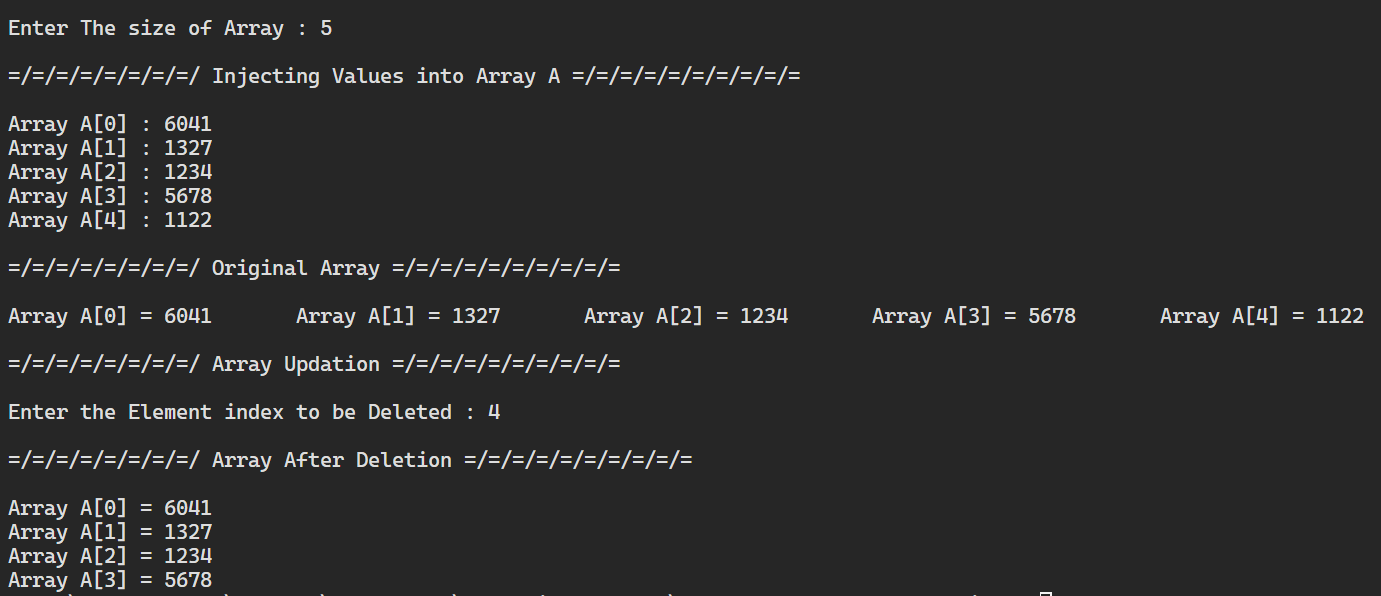 Enter The size of Array : 5
=/=/=/=/=/=/=/=/ Injecting Values into Array A =/=/=/=/=/=/=/=/=/=
Array A[0] : 6041
Array A[1] : 1327
Array A[2] : 1234
Array A[3] : 5678
Array A[4] : 1122
=/=/=/=/=/=/=/=/ Original Array =/=/=/=/=/=/=/=/=/=
Array A[0] = 6041 Array A[1] = 1327 Array A[2] = 1234 Array A[3] = 5678 Array A[4] = 1122
=/=/=/=/=/=/=/=/ Array Updation =/=/=/=/=/=/=/=/=/=
Enter the Element index to be Deleted : 4
=/=/=/=/=/=/=/=/ Array After Deletion =/=/=/=/=/=/=/=/=/=
Array A[0] = 6041
Array A[1] = 1327
Array A[2] = 1234
Array A[3] = 5678